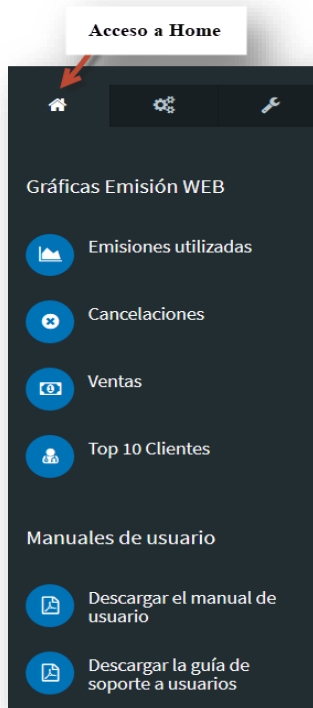 Acceso a Home
Gráficas Emisión WEB
Emisiones utilizadas
Cancelaciones
Ventas
Top 10 Clientes
Manuales de usuario
Descargar el manual de
usuario
Descargar la guía de
soporte a usuarios